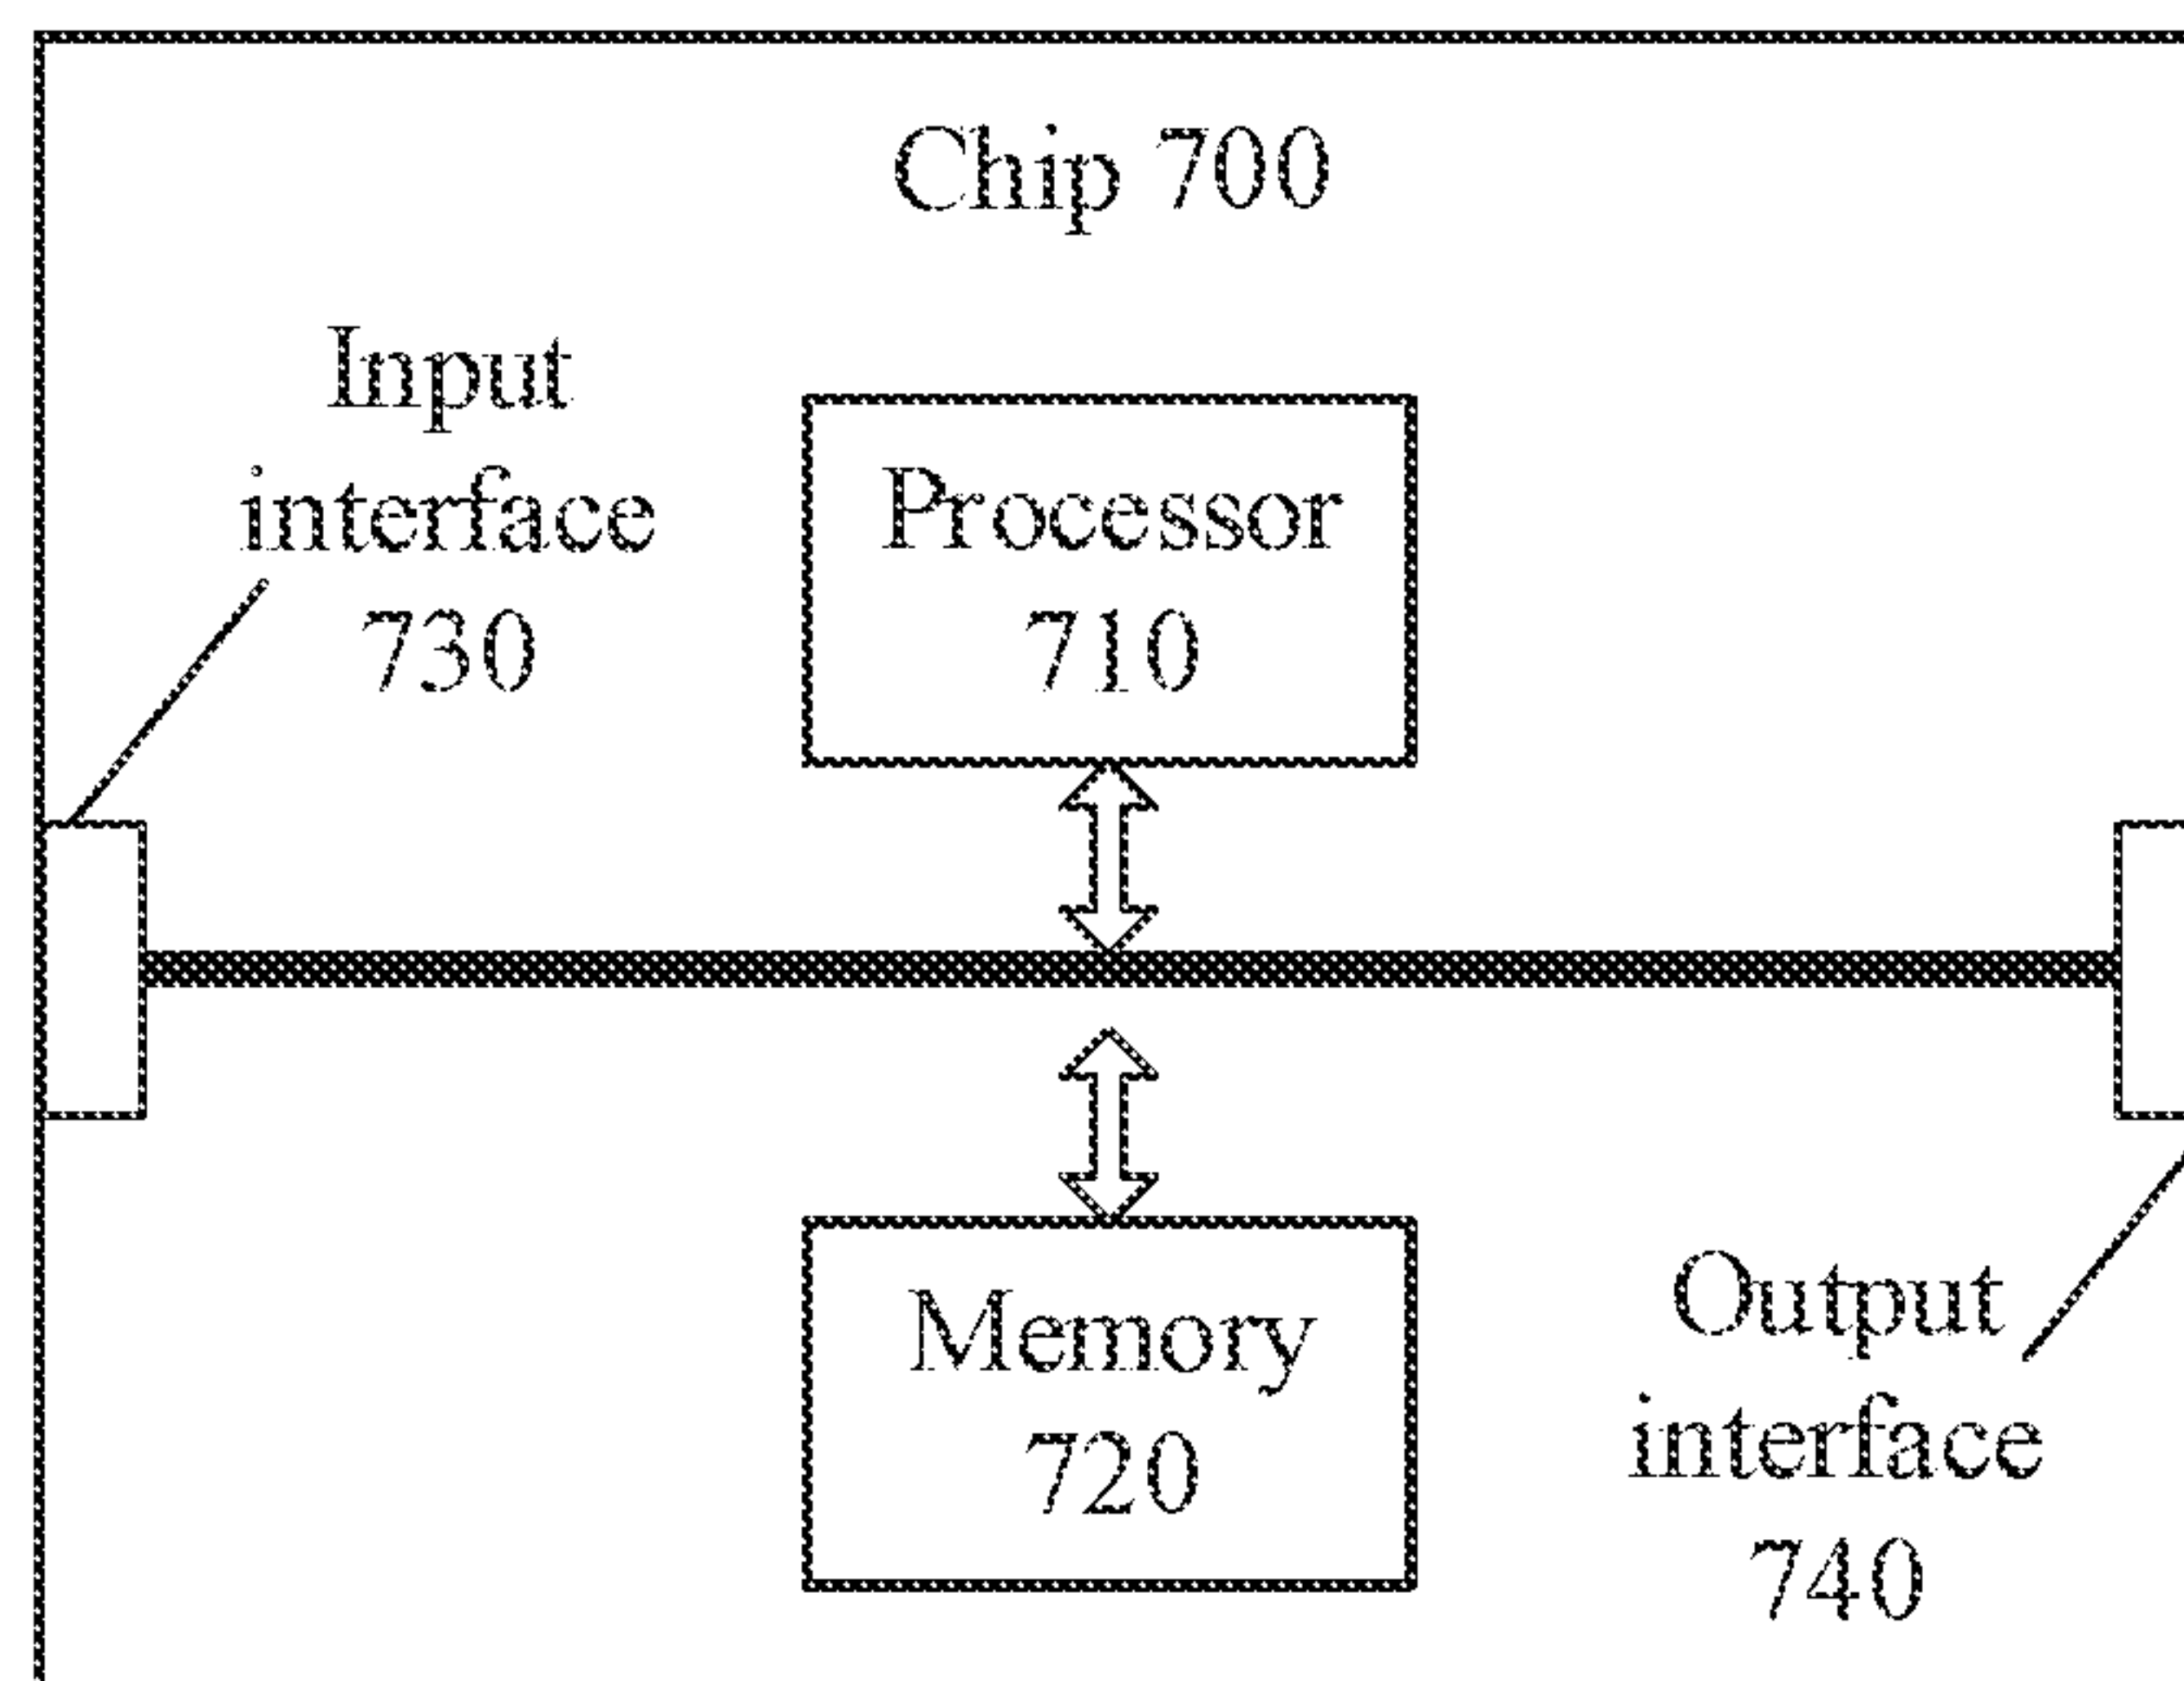 Chip 700
Input
interface
730
Processor
710
Memory
720
Output
interface
740